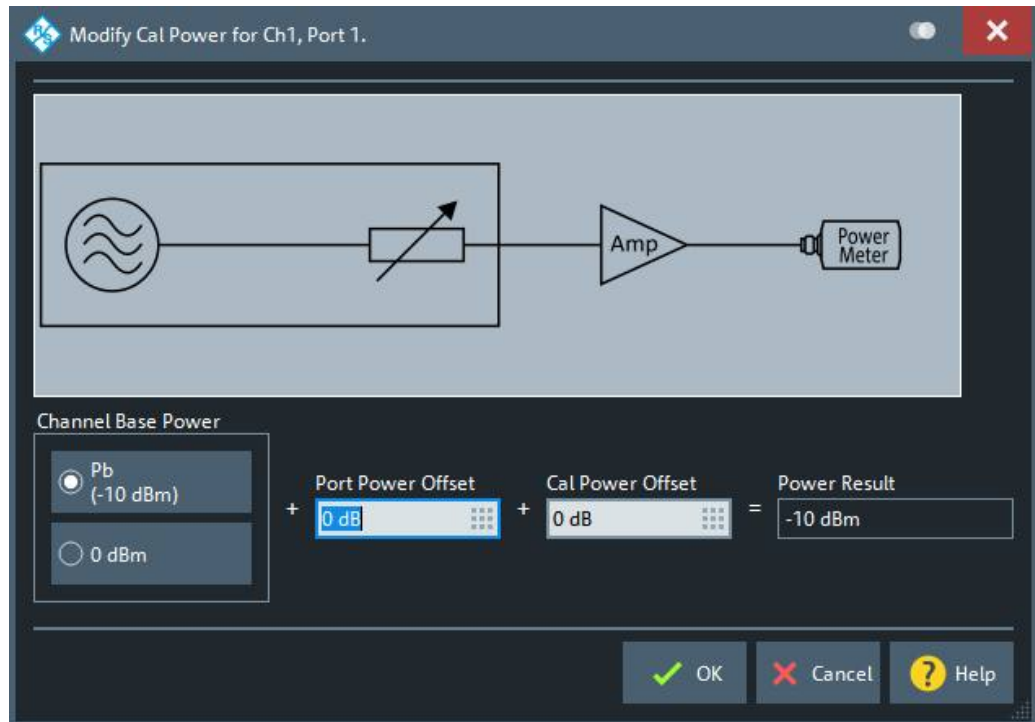 R&S
Modify Cal Power for Ch1, Port 1.
Amp
Power
Meter
Channel Base Power
Pb
(-10 dBm)
0 dBm
+
Port Power Offset
0 dB
+
Cal Power Offset
0 dB
=
Power Result
-10 dBm
OK
Cancel
? Help